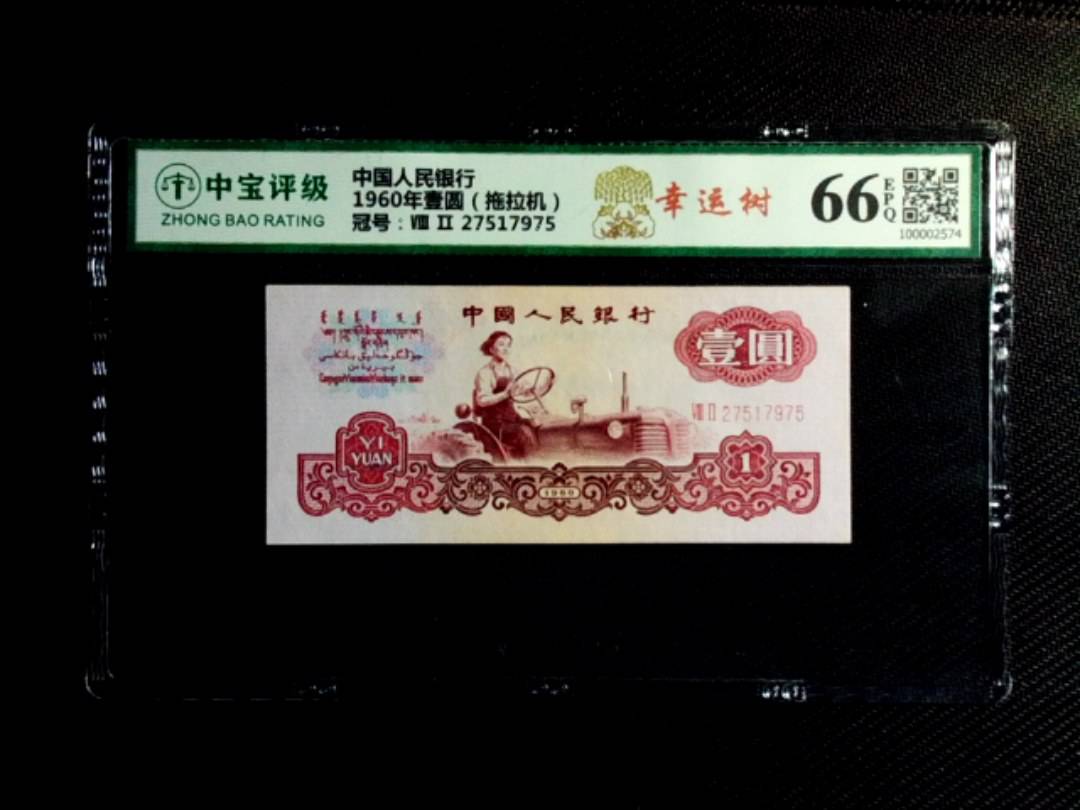 中宝评级
ZHONG BAO RATING
中国人民银行
1960年壹圆（拖拉机）
冠号：Ⅷ Ⅱ 27517975
幸运树
66 EPQ
100002574
中國人民銀行
壹圓
Ⅷ Ⅱ 27517975
YI
YUAN
1
1960